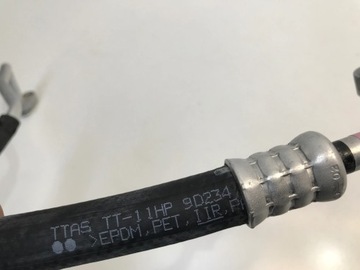 TTAS TT-11HP 9D234
>EPDM, PET, IIR, F